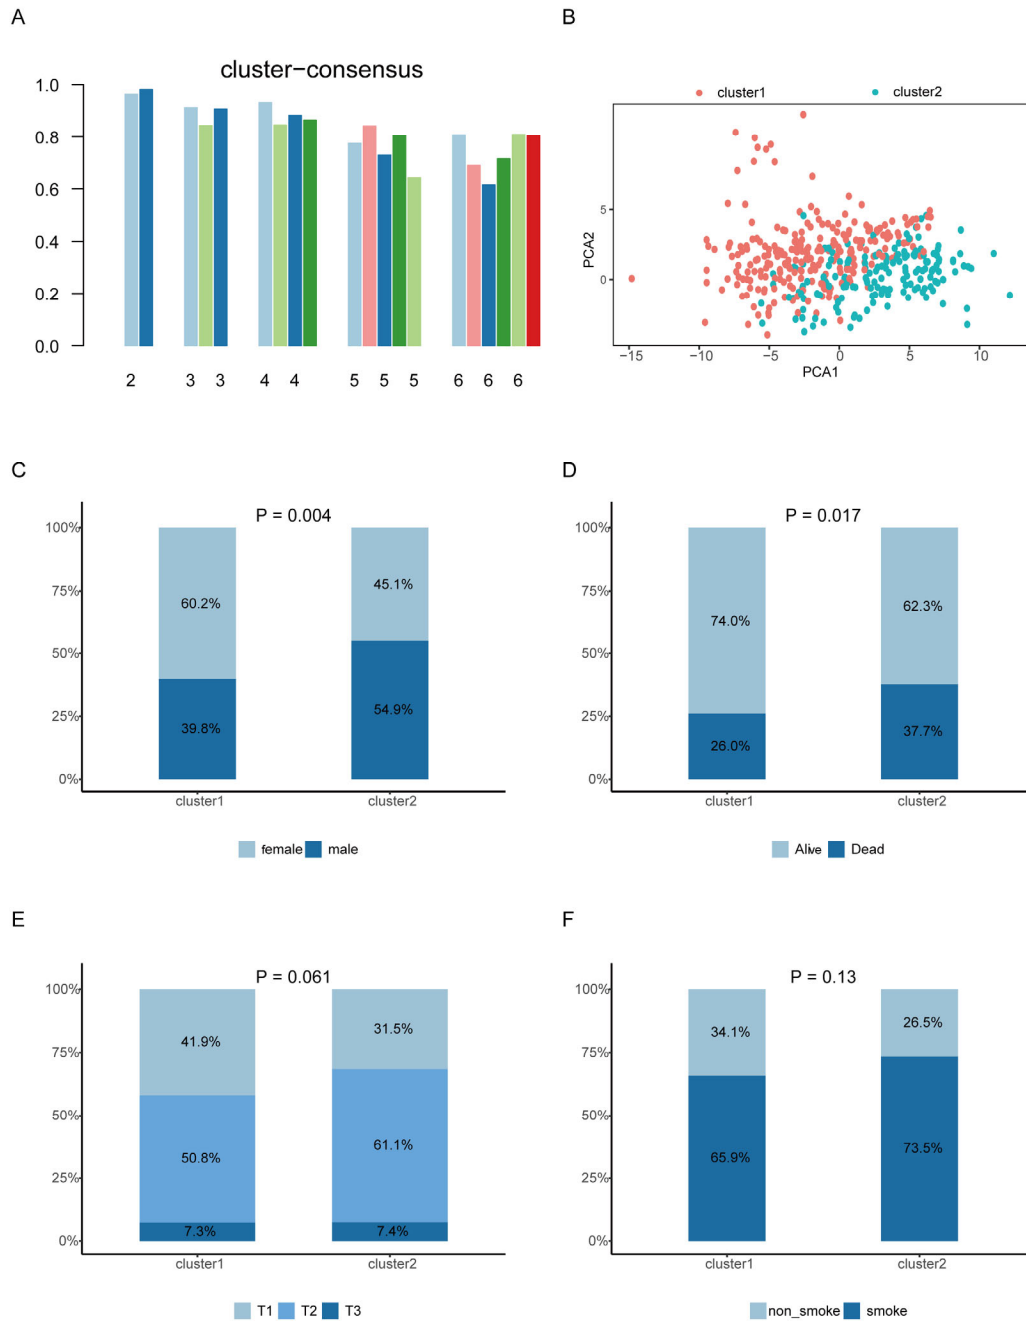 A
B
cluster-consensus
1.0
0.8
0.6
0.4
0.2
0.0
2 3 3 4 4 5 5 5 6 6 6
cluster1 cluster2
PCA2
5
0
-15 -10 -5 0 5 10
PCA1
C
P = 0.004
100%
75%
50%
25%
0%
60.2%
39.8%
45.1%
54.9%
cluster1 cluster2
female male
D
P = 0.017
100%
75%
50%
25%
0%
74.0%
26.0%
62.3%
37.7%
cluster1 cluster2
Alive Dead
E
P = 0.061
100%
75%
50%
25%
0%
41.9%
50.8%
7.3%
31.5%
61.1%
7.4%
cluster1 cluster2
T1 T2 T3
F
P = 0.13
100%
75%
50%
25%
0%
34.1%
65.9%
26.5%
73.5%
cluster1 cluster2
non_smoke smoke